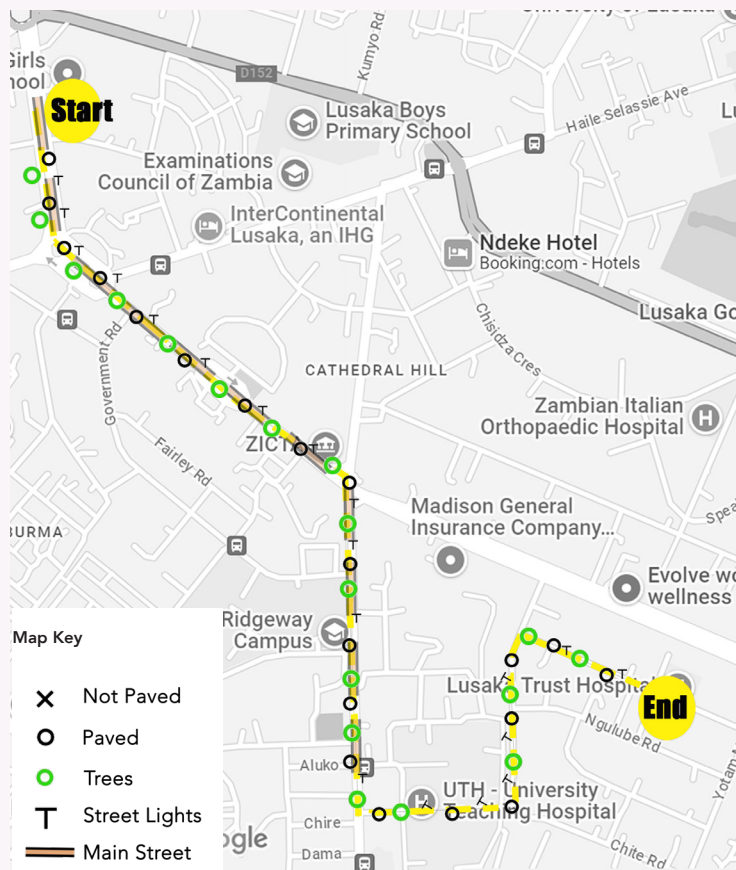 D152
Kumyo Rd
Start
Lusaka Boys
Primary School
Haile Selassie Ave
Examinations
Council of Zambia
InterContinental
Lusaka, an IHG
Ndeke Hotel
Booking.com - Hotels
Lusaka Go
Government Rd
Chisidza Cres
CATHEDRAL HILL
Zambian Italian
Orthopaedic Hospital
H
ZICTA
Fairley Rd
Madison General
Insurance Company...
Spea
BURMA
Evolve wo
wellness
Ridgeway
Campus
Lusaka Trust Hospital
End
Ngulube Rd
Yotam
Aluko
UTH - University
Teaching Hospital
H
Chire
Dama
Chite Rd
ogle
Map Key
Not Paved
Paved
Trees
Street Lights
Main Street